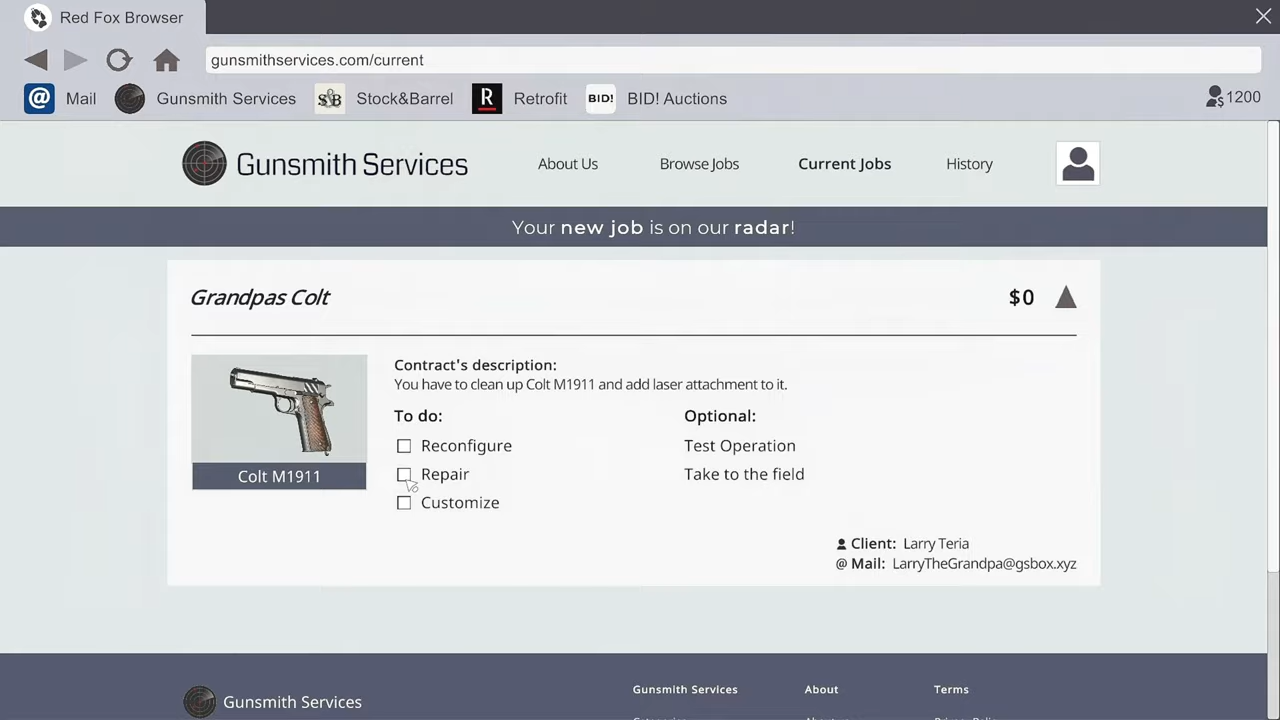 Red Fox Browser
gunsmithservices.com/current
@ Mail Gunsmith Services S&B Stock&Barrel R Retrofit BID! BID! Auctions $ 1200
Gunsmith Services About Us Browse Jobs Current Jobs History
Your new job is on our radar!
Grandpas Colt $0
Contract's description:
You have to clean up Colt M1911 and add laser attachment to it.
To do: Optional:
Reconfigure Test Operation
Colt M1911 Repair Take to the field
Customize
Client: Larry Teria
@ Mail: LarryTheGrandpa@gsbox.xyz
Gunsmith Services About Terms
Gunsmith Services